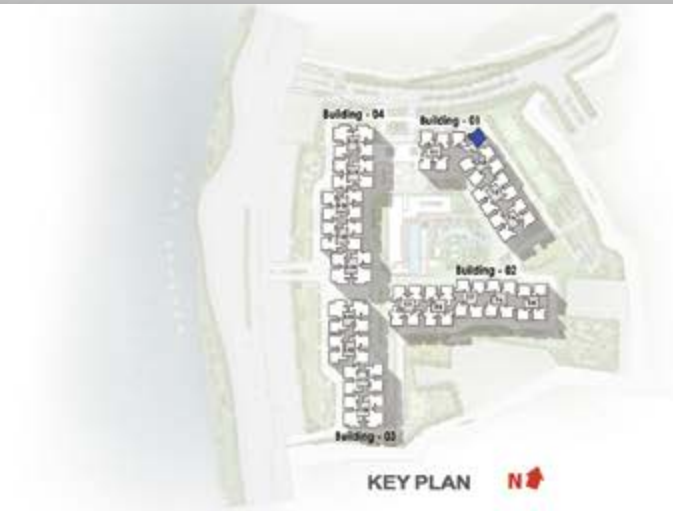 Building - 04
Building - 01
Building - 02
Building - 03
KEY PLAN
N